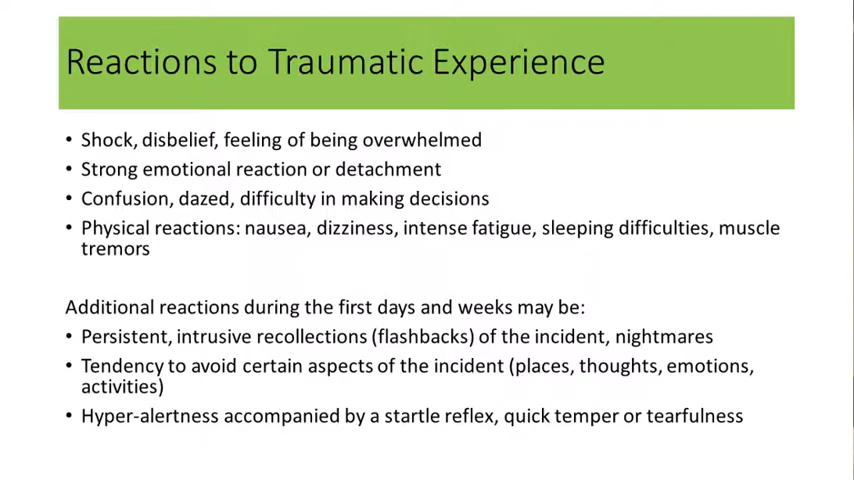 Reactions to Traumatic Experience
• Shock, disbelief, feeling of being overwhelmed
• Strong emotional reaction or detachment
• Confusion, dazed, difficulty in making decisions
• Physical reactions: nausea, dizziness, intense fatigue, sleeping difficulties, muscle
tremors
Additional reactions during the first days and weeks may be:
• Persistent, intrusive recollections (flashbacks) of the incident, nightmares
• Tendency to avoid certain aspects of the incident (places, thoughts, emotions,
activities)
• Hyper-alertness accompanied by a startle reflex, quick temper or tearfulness